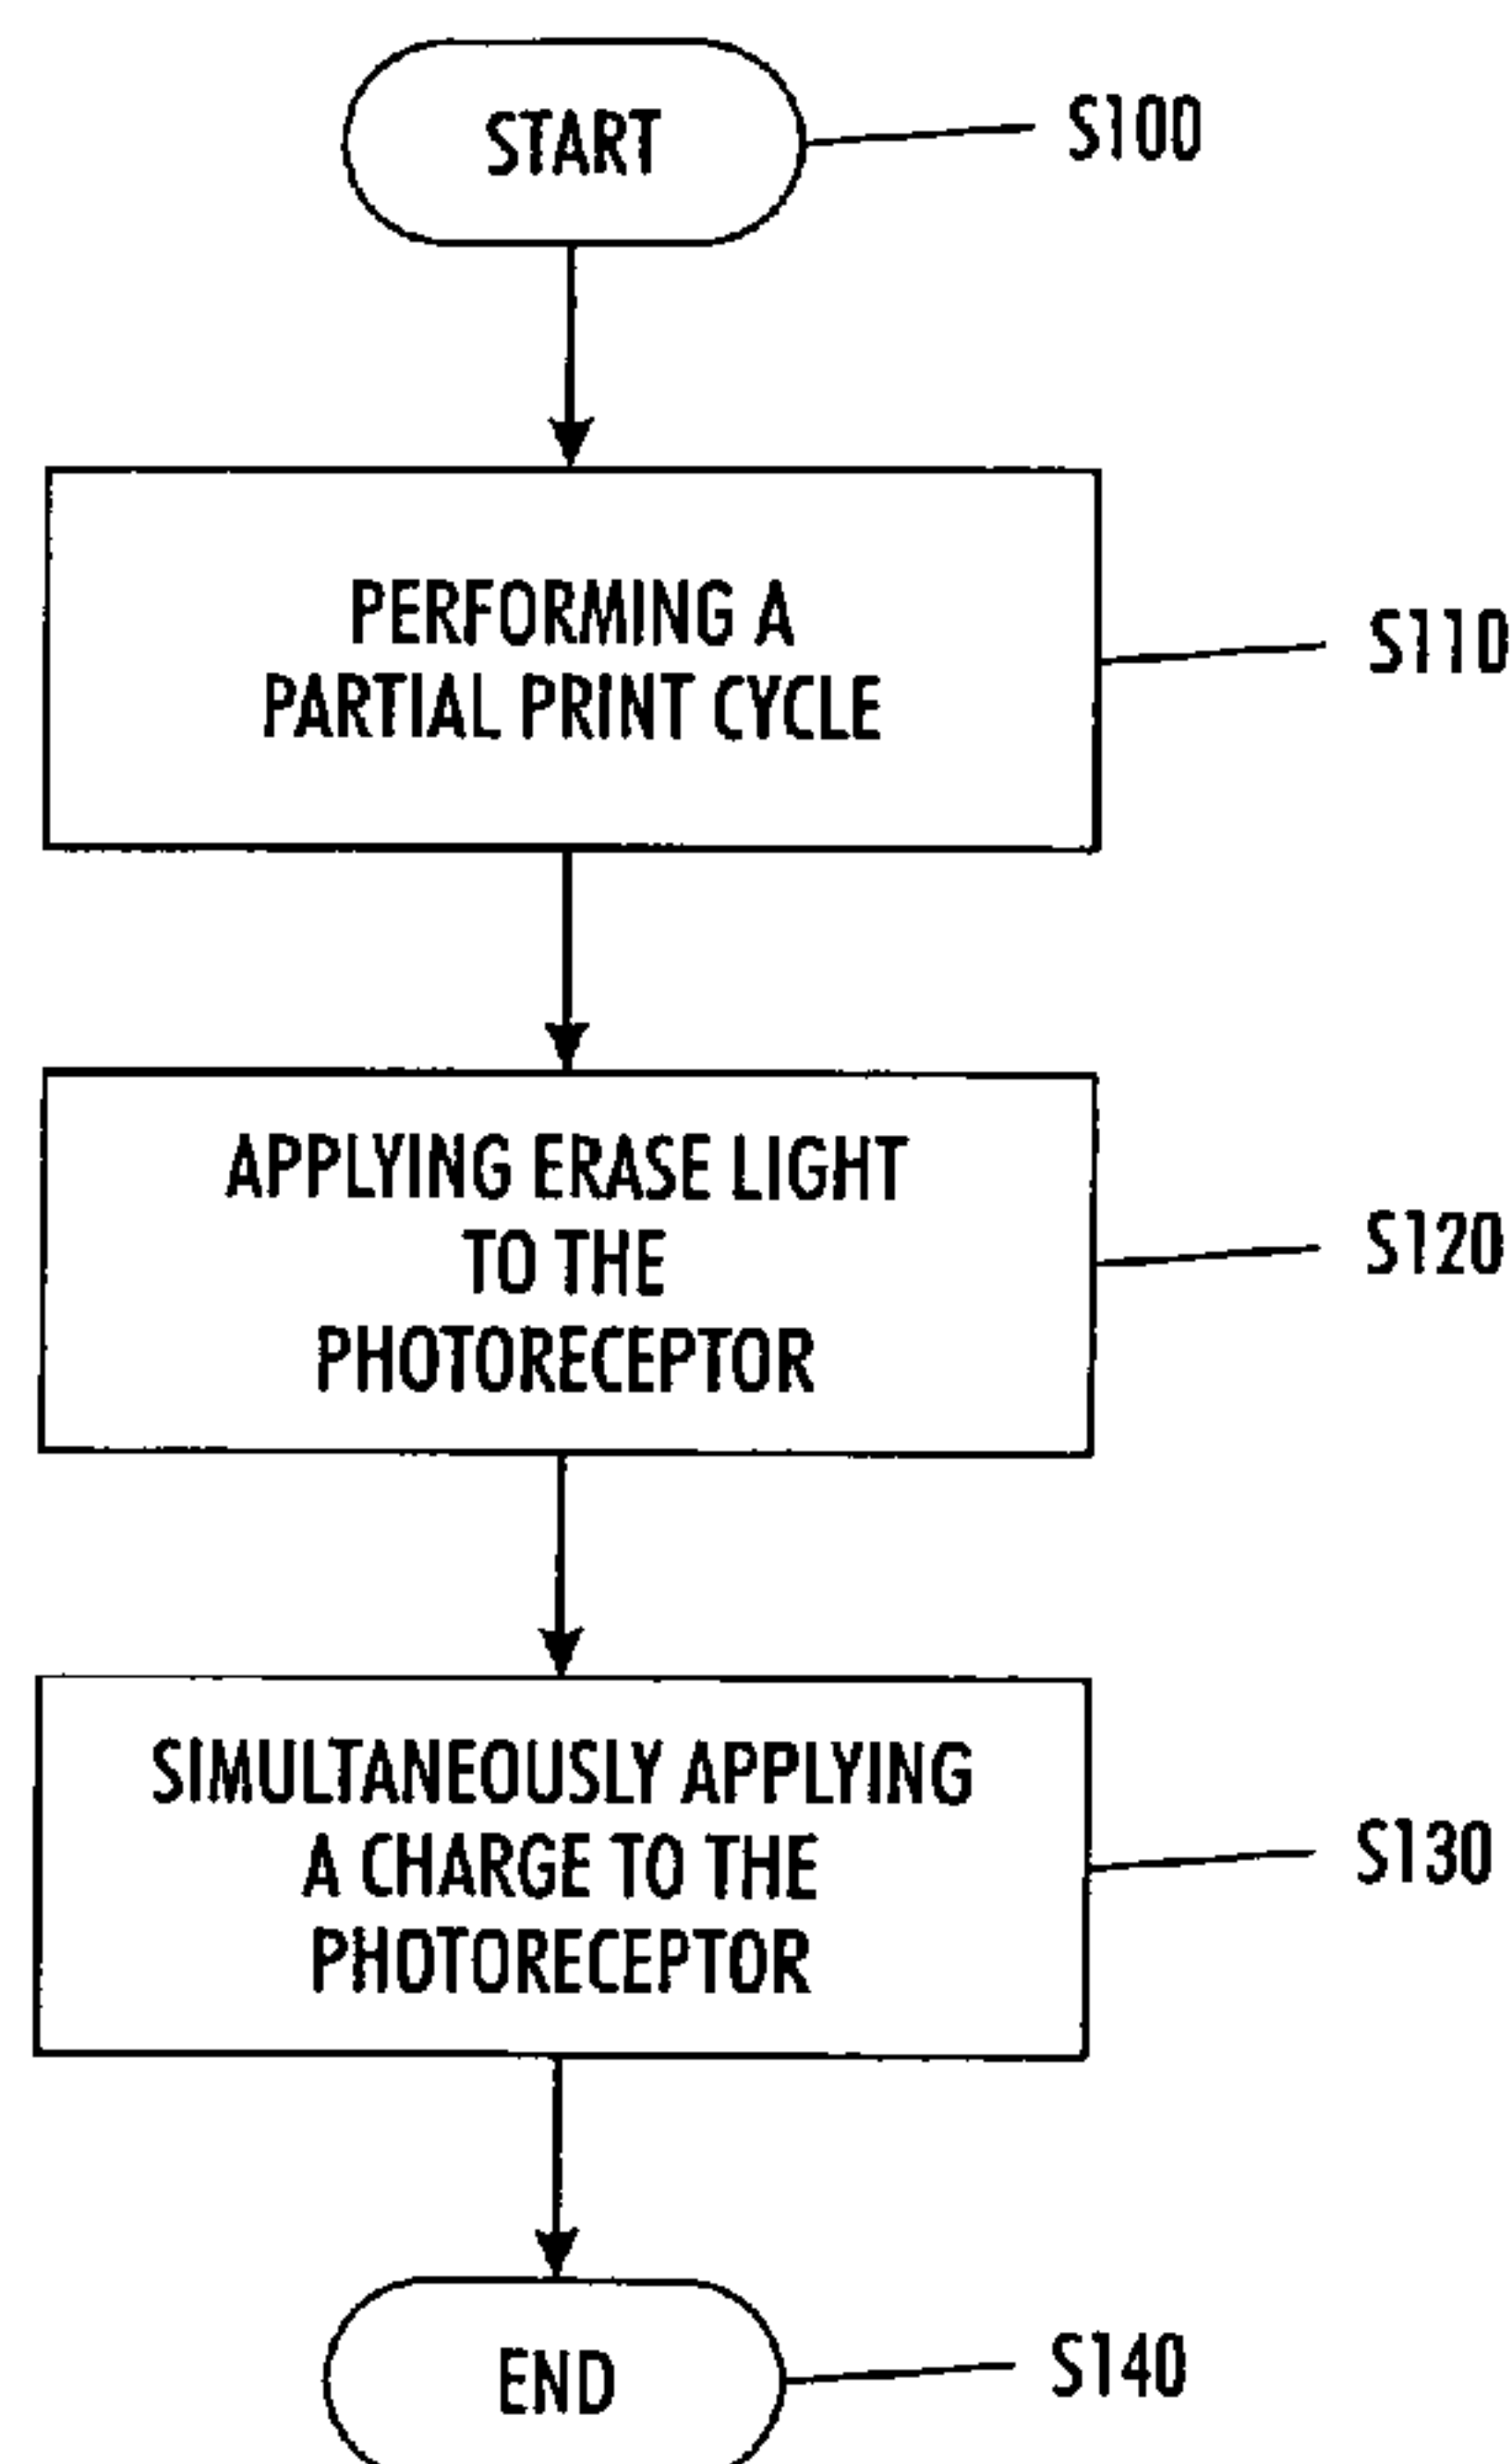 START
S100
PERFORMING A
PARTIAL PRINT CYCLE
S110
APPLYING ERASE LIGHT
TO THE
PHOTORECEPTOR
S120
SIMULTANEOUSLY APPLYING
A CHARGE TO THE
PHOTORECEPTOR
S130
END
S140